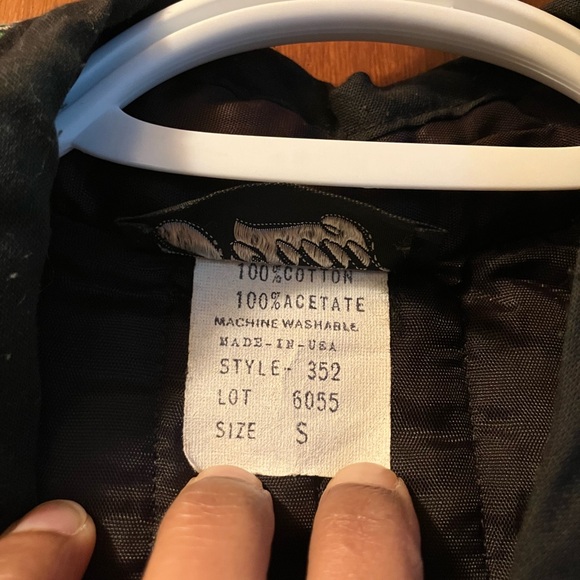 100%COTTON
100%ACETATE
MACHINE WASHABLE
MADE-IN-USA
STYLE- 352
LOT 6055
SIZE S